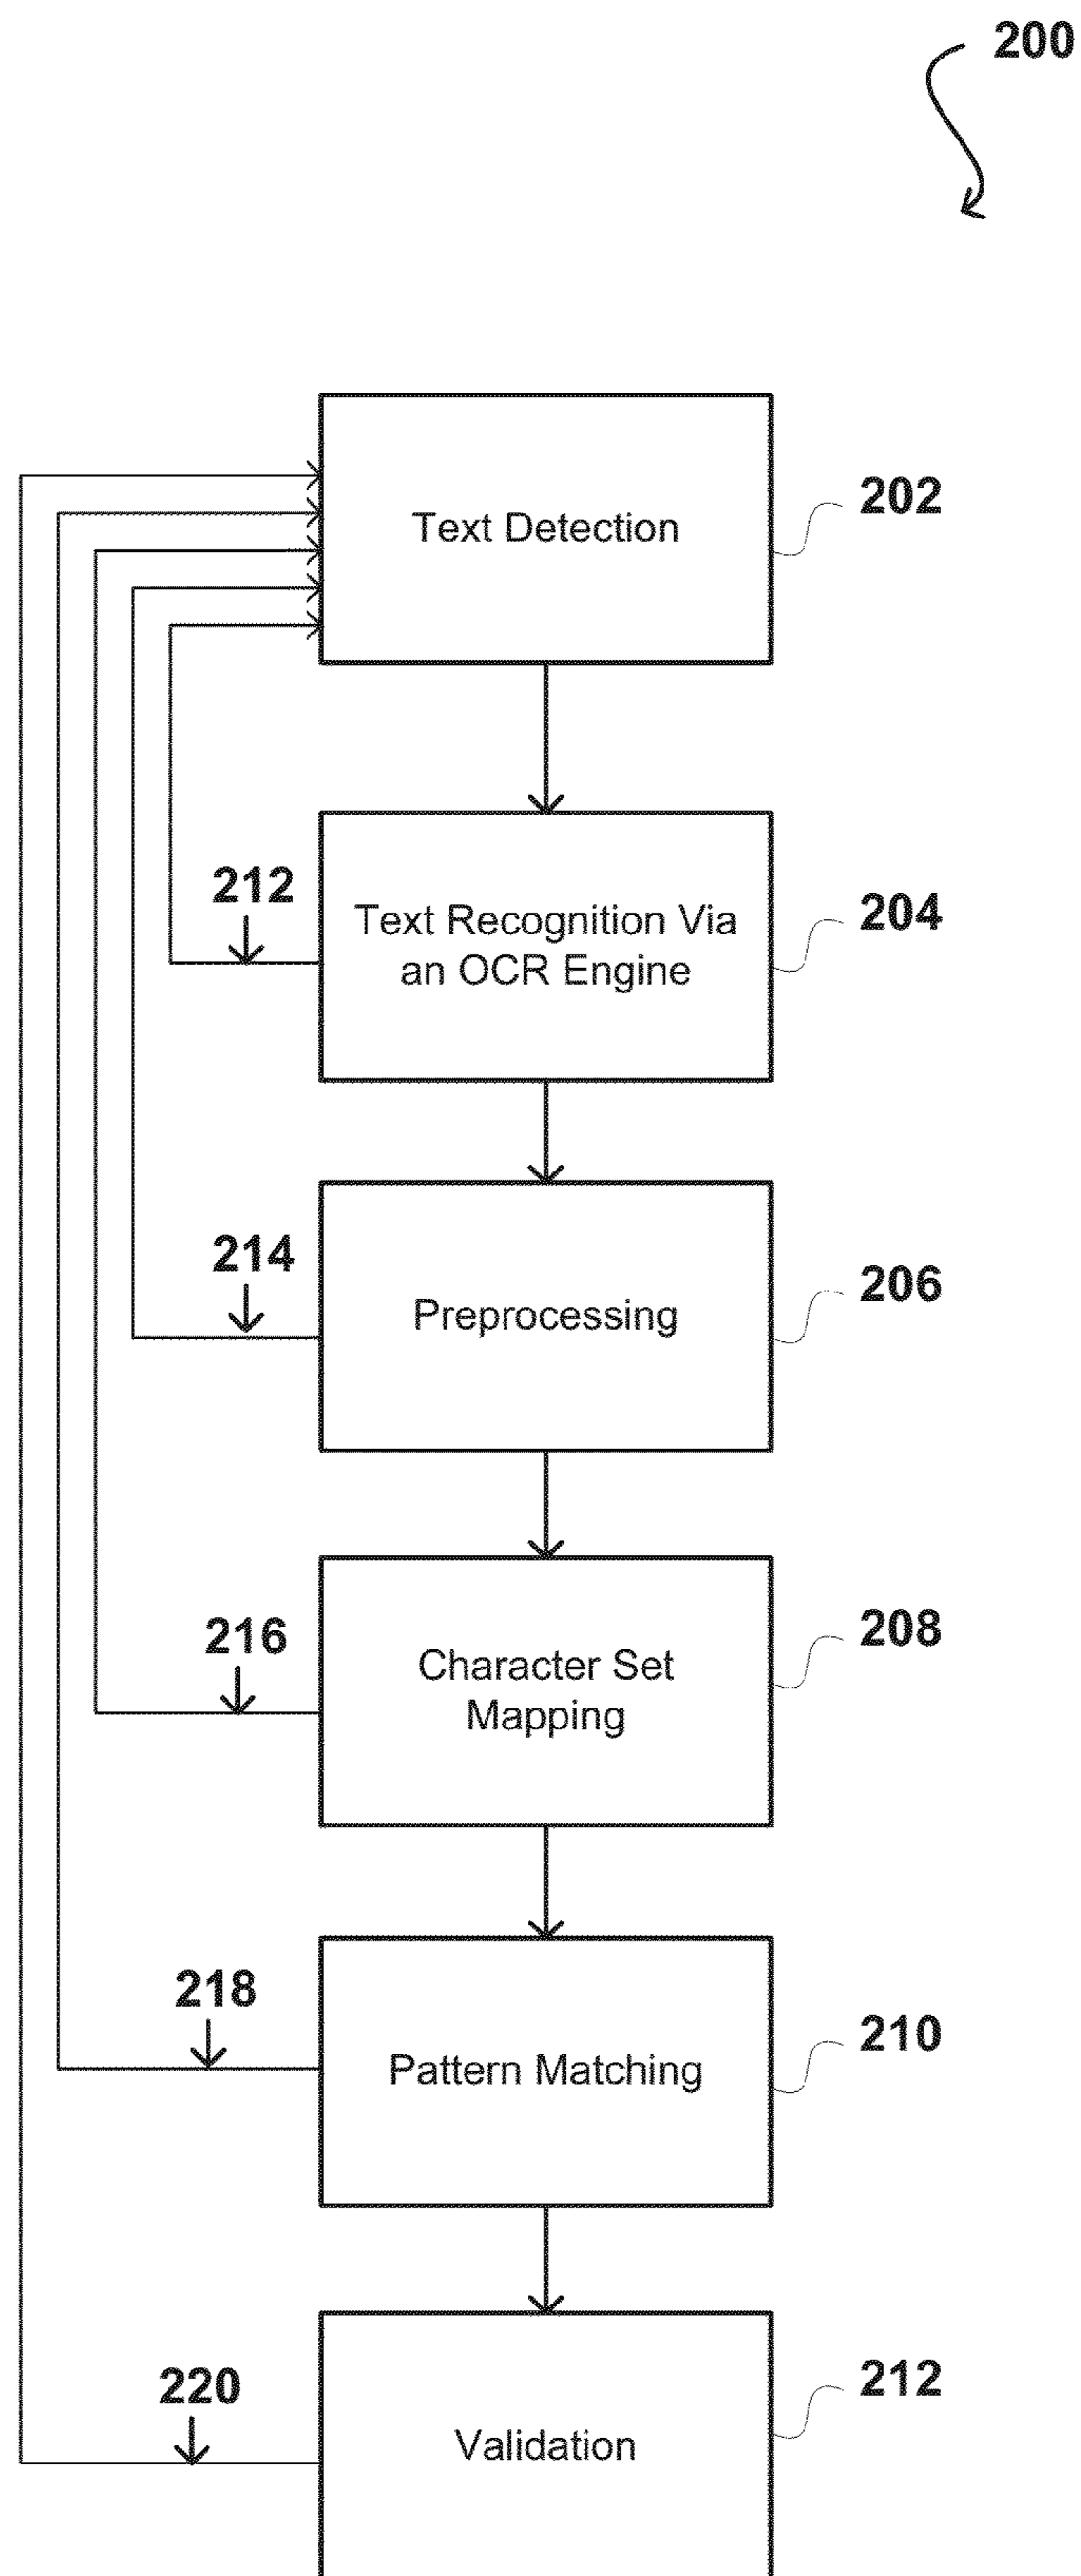 200
Text Detection
202
212
Text Recognition Via
an OCR Engine
204
214
Preprocessing
206
216
Character Set
Mapping
208
218
Pattern Matching
210
220
Validation
212